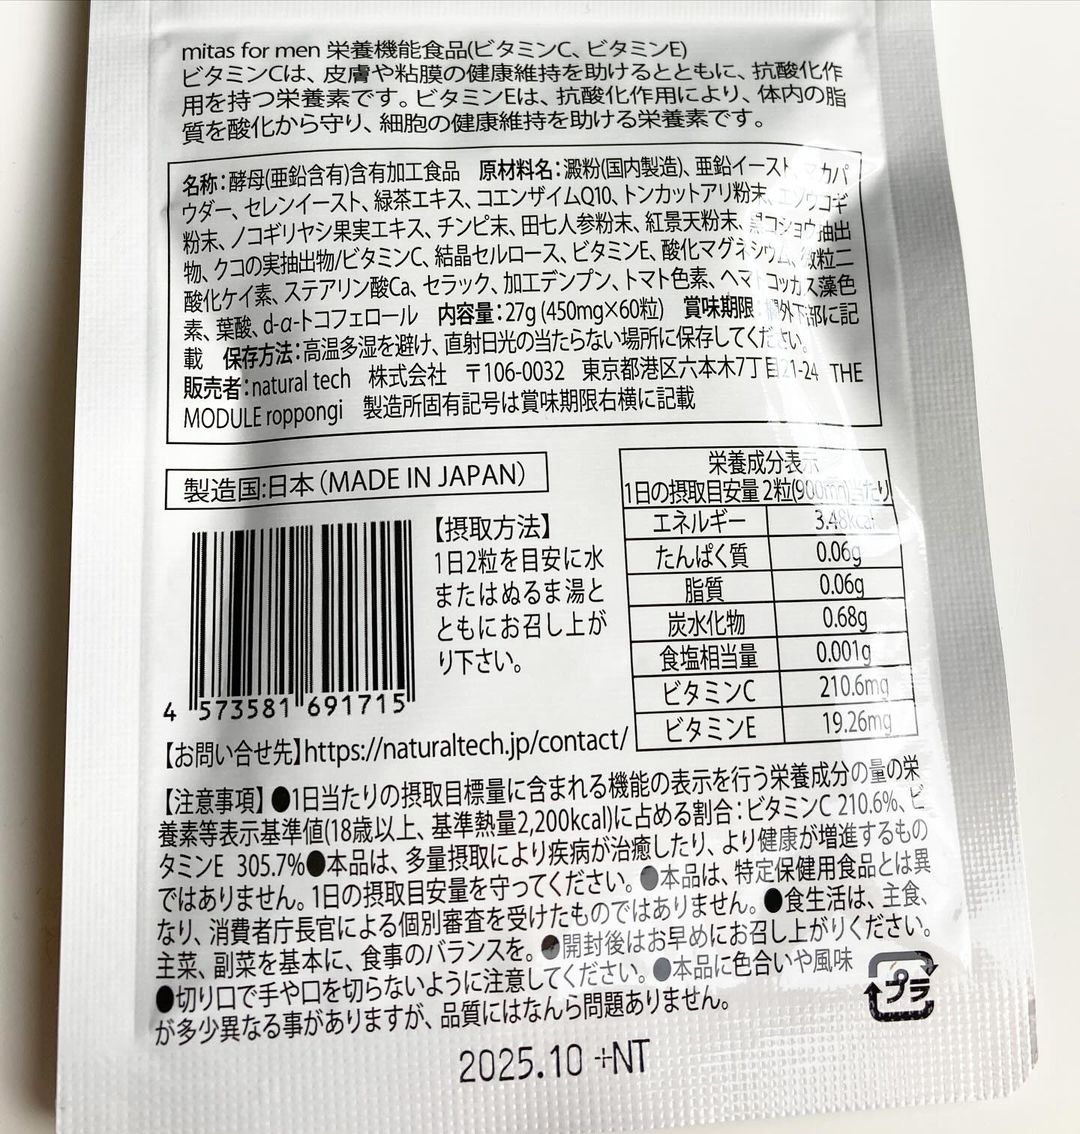 mitas for men 栄養機能食品(ビタミンC、ビタミンE)
ビタミンCは、皮膚や粘膜の健康維持を助けるとともに、抗酸化作
用を持つ栄養素です。ビタミンEは、抗酸化作用により、体内の脂
質を酸化から守り、細胞の健康維持を助ける栄養素です。
名称：酵母(亜鉛含有)含有加工食品 原材料名：澱粉(国内製造)、亜鉛イースト、マカパ
ウダー、セレンイースト、緑茶エキス、コエンザイムQ10、トンカットアリ粉末、エゾウコギ
粉末、ノコギリヤシ果実エキス、チンピ末、田七人参粉末、紅景天粉末、黒コショウ抽出
物、クコの実抽出物/ビタミンC、結晶セルロース、ビタミンE、酸化マグネシウム、微粒二
酸化ケイ素、ステアリン酸Ca、セラック、加工デンプン、トマト色素、ヘマトコッカス藻色
素、葉酸、d-α-トコフェロール 内容量：27g (450mg×60粒) 賞味期限：欄外下部に記
載 保存方法：高温多湿を避け、直射日光の当たらない場所に保存してください。
販売者：natural tech 株式会社 〒106-0032 東京都港区六本木7丁目21-24 THE
MODULE roppongi 製造所固有記号は賞味期限右横に記載
製造国:日本（MADE IN JAPAN）
栄養成分表示
1日の摂取目安量 2粒(900mg)当たり
エネルギー 3.48kcal
たんぱく質 0.06g
脂質 0.06g
炭水化物 0.68g
食塩相当量 0.001g
ビタミンC 210.6mg
ビタミンE 19.26mg
【摂取方法】
1日2粒を目安に水
またはぬるま湯と
ともにお召し上が
り下さい。
4 573581 691715
【お問い合せ先】https://naturaltech.jp/contact/
【注意事項】●1日当たりの摂取目標量に含まれる機能の表示を行う栄養成分の量の栄
養素等表示基準値(18歳以上、基準熱量2,200kcal)に占める割合：ビタミンC 210.6%、ビ
タミンE 305.7%●本品は、多量摂取により疾病が治癒したり、より健康が増進するもの
ではありません。1日の摂取目安量を守ってください。●本品は、特定保健用食品とは異
なり、消費者庁長官による個別審査を受けたものではありません。●食生活は、主食、
主菜、副菜を基本に、食事のバランスを。●開封後はお早めにお召し上がりください。
●切り口で手や口を切らないように注意してください。●本品に色合いや風味
が多少異なる事がありますが、品質にはなんら問題ありません。
プラ
2025.10 +NT